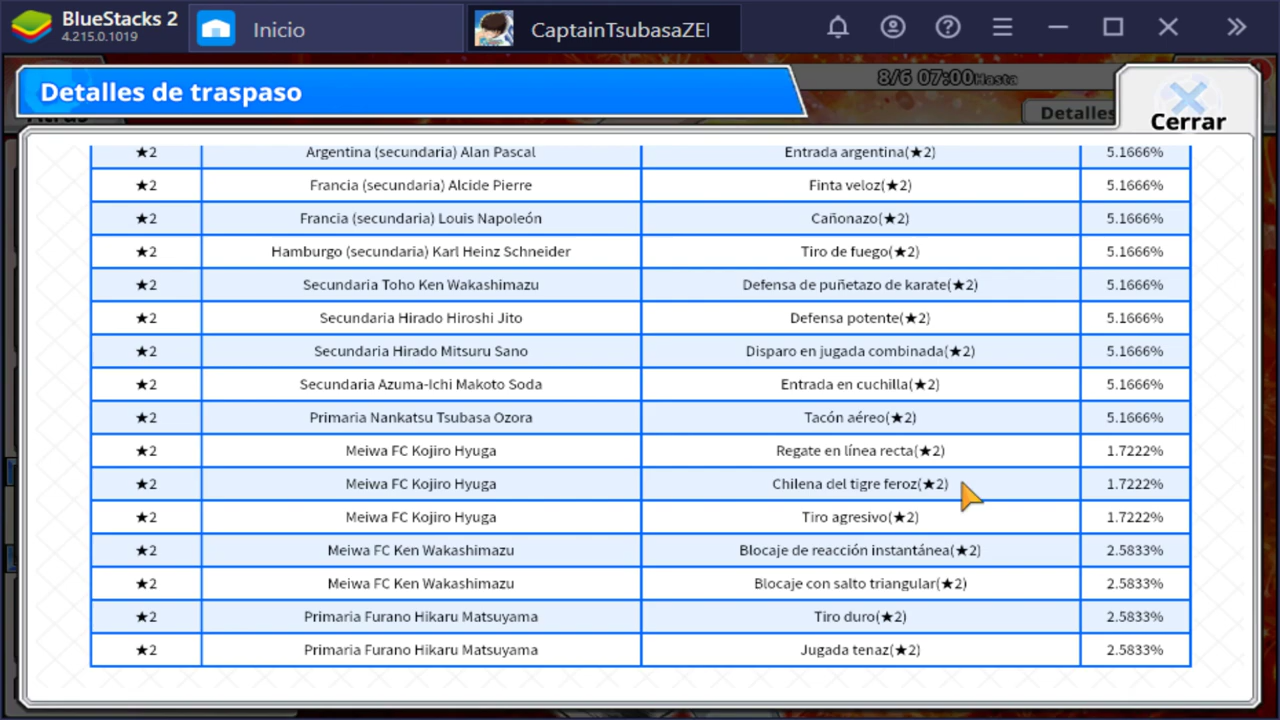 BlueStacks 2
4.215.0.1019
Inicio
CaptainTsubasaZEI
8/6 07:00Hasta
Detalles de traspaso
Atrás
Detalles
Cerrar
★2 Argentina (secundaria) Alan Pascal Entrada argentina(★2) 5.1666%
★2 Francia (secundaria) Alcide Pierre Finta veloz(★2) 5.1666%
★2 Francia (secundaria) Louis Napoleón Cañonazo(★2) 5.1666%
★2 Hamburgo (secundaria) Karl Heinz Schneider Tiro de fuego(★2) 5.1666%
★2 Secundaria Toho Ken Wakashimazu Defensa de puñetazo de karate(★2) 5.1666%
★2 Secundaria Hirado Hiroshi Jito Defensa potente(★2) 5.1666%
★2 Secundaria Hirado Mitsuru Sano Disparo en jugada combinada(★2) 5.1666%
★2 Secundaria Azuma-Ichi Makoto Soda Entrada en cuchilla(★2) 5.1666%
★2 Primaria Nankatsu Tsubasa Ozora Tacón aéreo(★2) 5.1666%
★2 Meiwa FC Kojiro Hyuga Regate en línea recta(★2) 1.7222%
★2 Meiwa FC Kojiro Hyuga Chilena del tigre feroz(★2) 1.7222%
★2 Meiwa FC Kojiro Hyuga Tiro agresivo(★2) 1.7222%
★2 Meiwa FC Ken Wakashimazu Blocaje de reacción instantánea(★2) 2.5833%
★2 Meiwa FC Ken Wakashimazu Blocaje con salto triangular(★2) 2.5833%
★2 Primaria Furano Hikaru Matsuyama Tiro duro(★2) 2.5833%
★2 Primaria Furano Hikaru Matsuyama Jugada tenaz(★2) 2.5833%